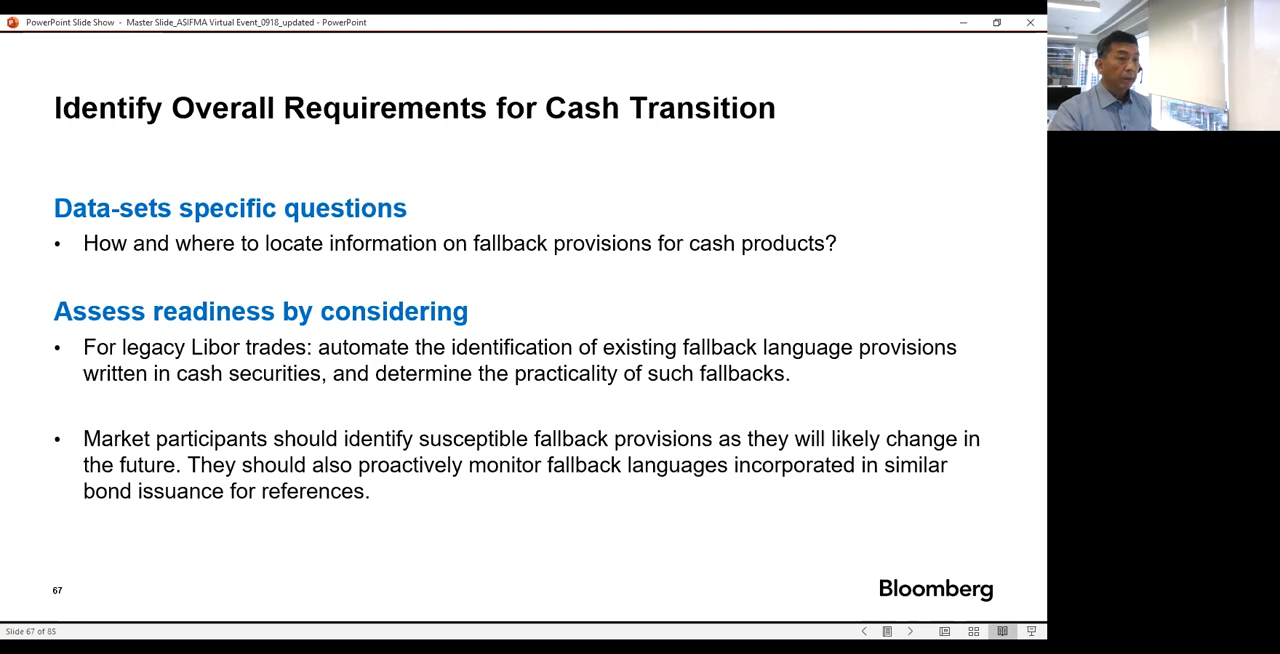 PowerPoint Slide Show - Master Slide_ASIFMA Virtual Event_0918_updated - PowerPoint
Identify Overall Requirements for Cash Transition
Data-sets specific questions
• How and where to locate information on fallback provisions for cash products?
Assess readiness by considering
• For legacy Libor trades: automate the identification of existing fallback language provisions
written in cash securities, and determine the practicality of such fallbacks.
• Market participants should identify susceptible fallback provisions as they will likely change in
the future. They should also proactively monitor fallback languages incorporated in similar
bond issuance for references.
67
Bloomberg
Slide 67 of 85